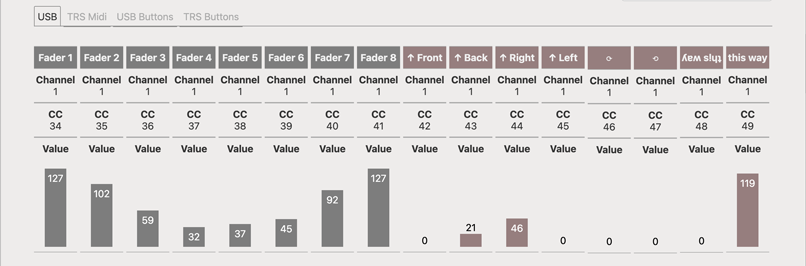 USB TRS Midi USB Buttons TRS Buttons
Fader 1 Fader 2 Fader 3 Fader 4 Fader 5 Fader 6 Fader 7 Fader 8 ↑ Front ↑ Back ↑ Right ↑ Left ⟳ ⟲ this way this way
Channel Channel Channel Channel Channel Channel Channel Channel Channel Channel Channel Channel Channel Channel Channel Channel
1 1 1 1 1 1 1 1 1 1 1 1 1 1 1 1
CC CC CC CC CC CC CC CC CC CC CC CC CC CC CC CC
34 35 36 37 38 39 40 41 42 43 44 45 46 47 48 49
Value Value Value Value Value Value Value Value Value Value Value Value Value Value Value Value
127 102 59 32 37 45 92 127 0 21 46 0 0 0 0 119